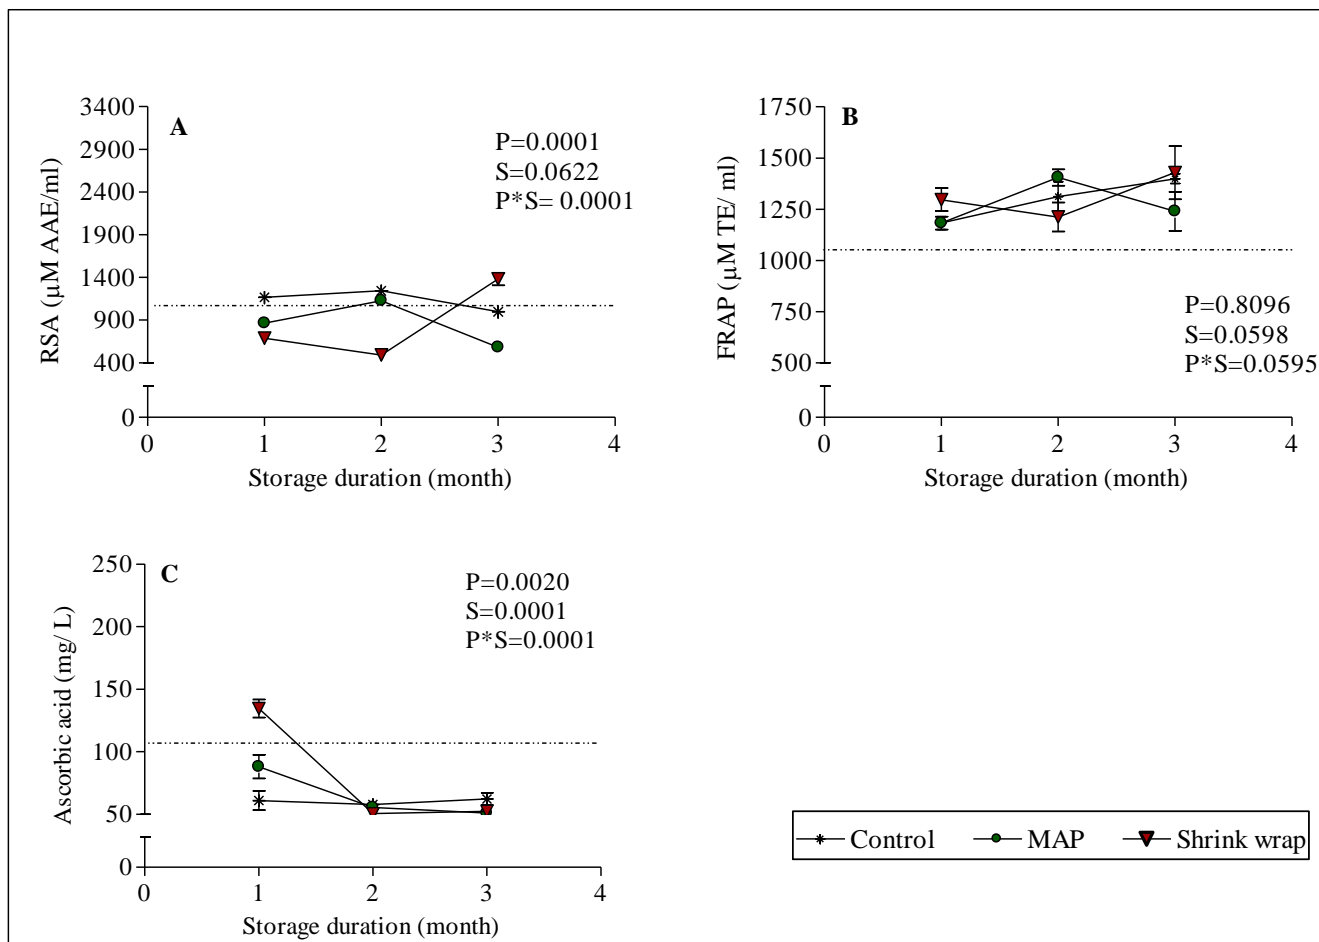 A
3400
2900
2400
1900
1400
900
400
0
RSA (µM AAE/ml)
P=0.0001
S=0.0622
P*S= 0.0001
0 1 2 3 4
Storage duration (month)
B
1750
1500
1250
1000
750
500
0
FRAP (µM TE/ ml)
P=0.8096
S=0.0598
P*S=0.0595
0 1 2 3 4
Storage duration (month)
C
250
200
150
100
50
0
Ascorbic acid (mg/ L)
P=0.0020
S=0.0001
P*S=0.0001
0 1 2 3 4
Storage duration (month)
Control MAP Shrink wrap